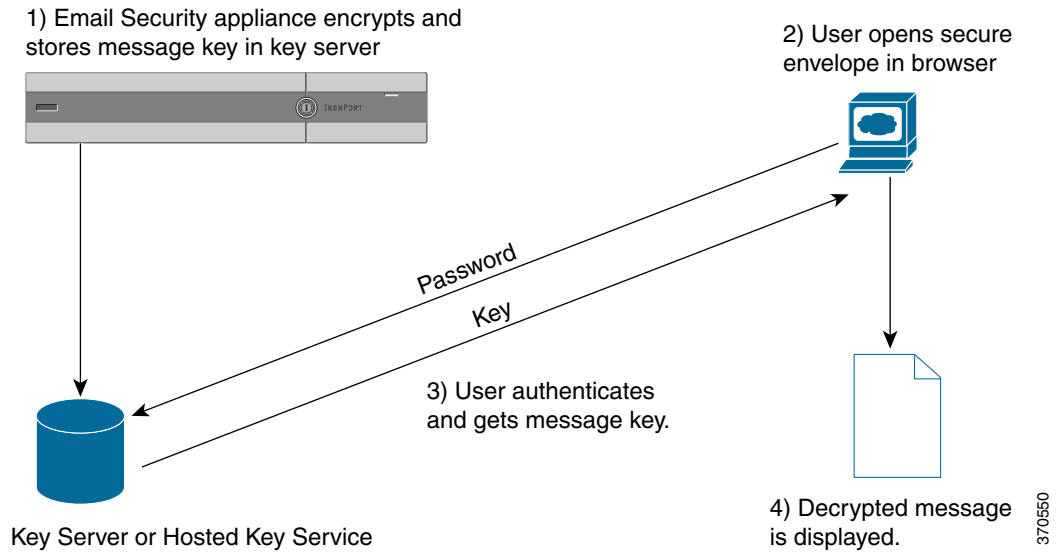 1) Email Security appliance encrypts and
stores message key in key server
2) User opens secure
envelope in browser
IRONPORT
Password
Key
3) User authenticates
and gets message key.
Key Server or Hosted Key Service
4) Decrypted message
is displayed.
370550